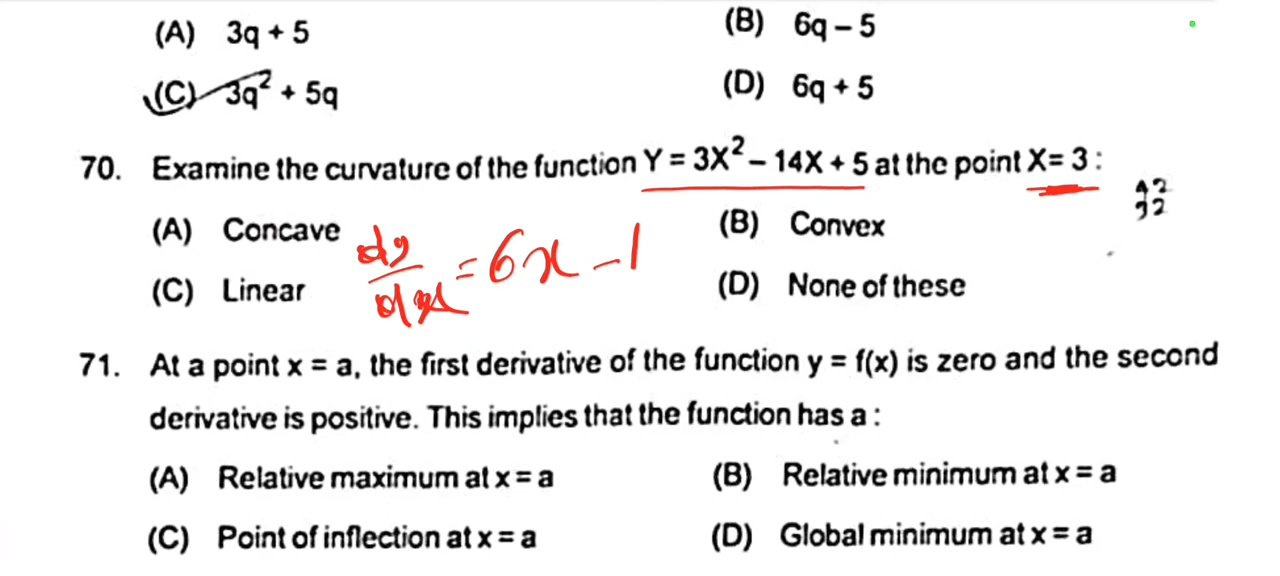 (A) 3q + 5 (B) 6q – 5
(C) 3q² + 5q (D) 6q + 5
70. Examine the curvature of the function Y = 3X² – 14X + 5 at the point X= 3 :
(A) Concave (B) Convex
dy/dx = 6x – 1
(C) Linear (D) None of these
71. At a point x = a, the first derivative of the function y = f(x) is zero and the second
derivative is positive. This implies that the function has a :
(A) Relative maximum at x = a (B) Relative minimum at x = a
(C) Point of inflection at x = a (D) Global minimum at x = a